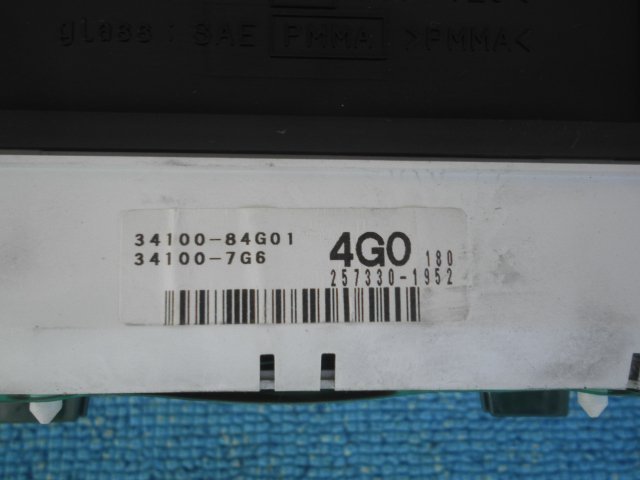 glass: SAE PMMA >PMMA<
34100-84G01
34100-7G6
4G0 180
257330-1952